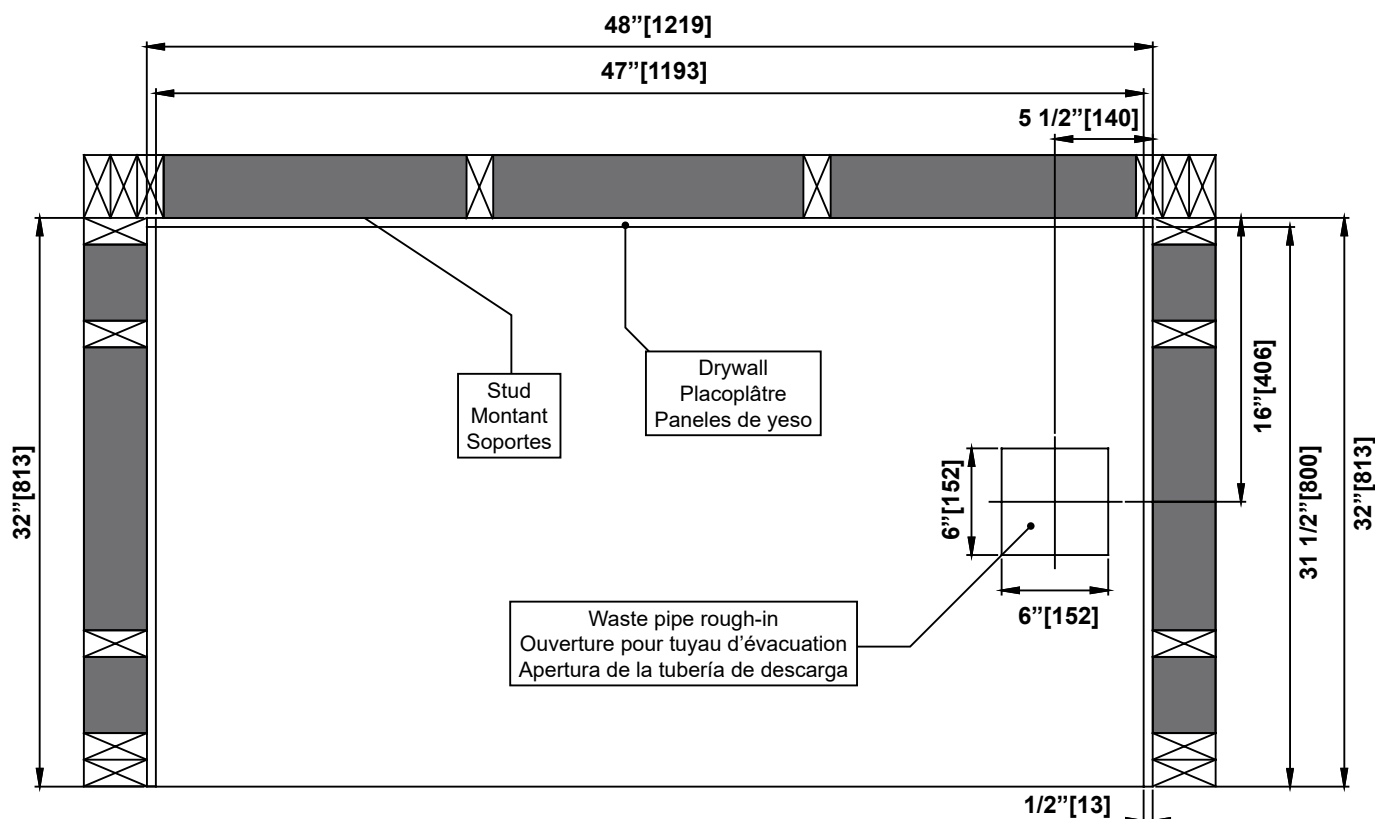 48”[1219]
47”[1193]
5 1/2”[140]
Stud
Montant
Soportes
Drywall
Placoplâtre
Paneles de yeso
16”[406]
32”[813]
6”[152]
31 1/2”[800]
32”[813]
6”[152]
Waste pipe rough-in
Ouverture pour tuyau d’évacuation
Apertura de la tubería de descarga
1/2”[13]